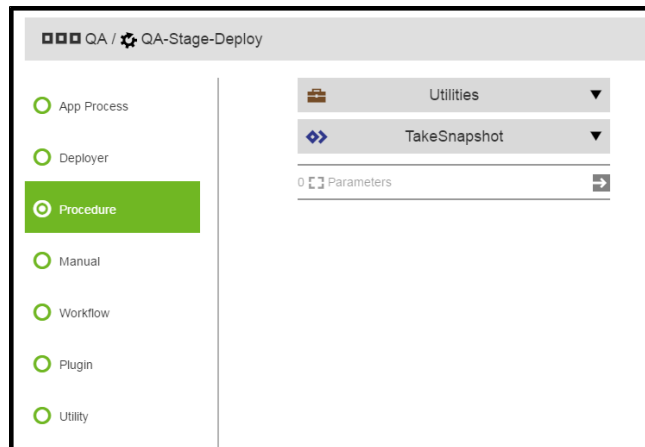 QA / QA-Stage-Deploy
App Process
Deployer
Procedure
Manual
Workflow
Plugin
Utility
Utilities
TakeSnapshot
0 Parameters